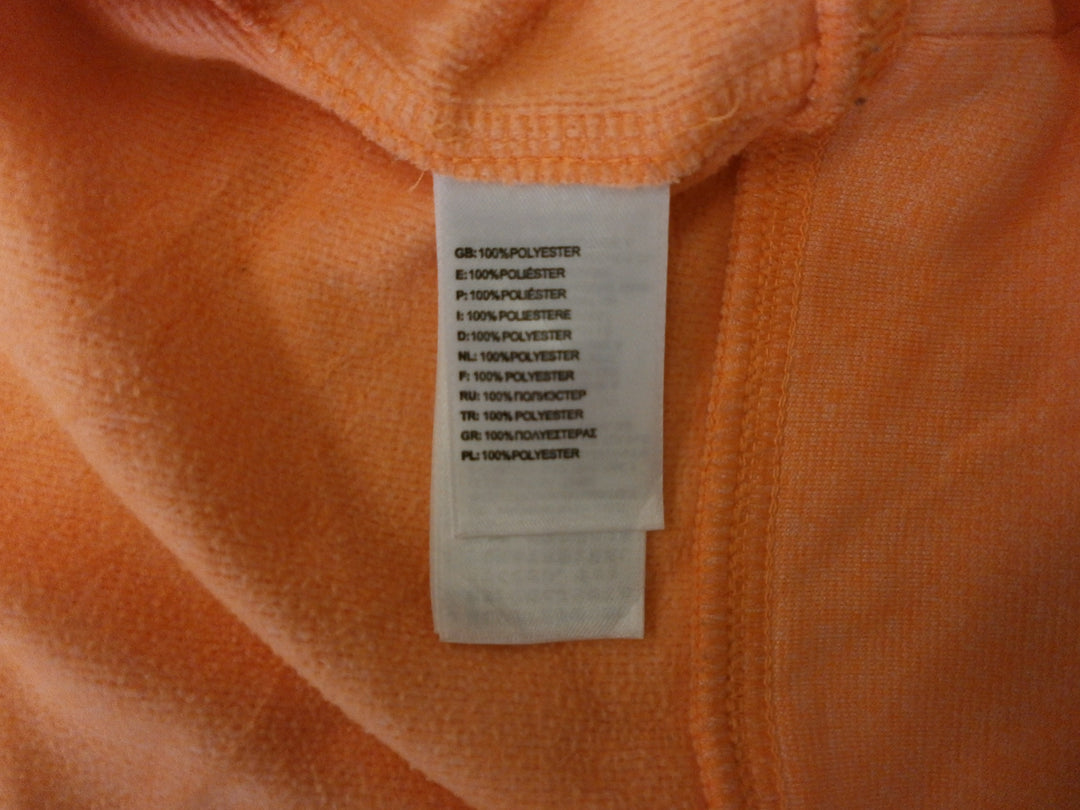 GB: 100%POLYESTER
E: 100%POLIÉSTER
P: 100%POLIÉSTER
I: 100%POLIESTERE
D: 100%POLYESTER
NL: 100%POLYESTER
F: 100%POLYESTER
RU: 100%ПОЛИЭСТЕР
TR: 100% POLYESTER
GR: 100%ΠΟΛΥΕΣΤΕΡΑΣ
PL: 100%POLYESTER